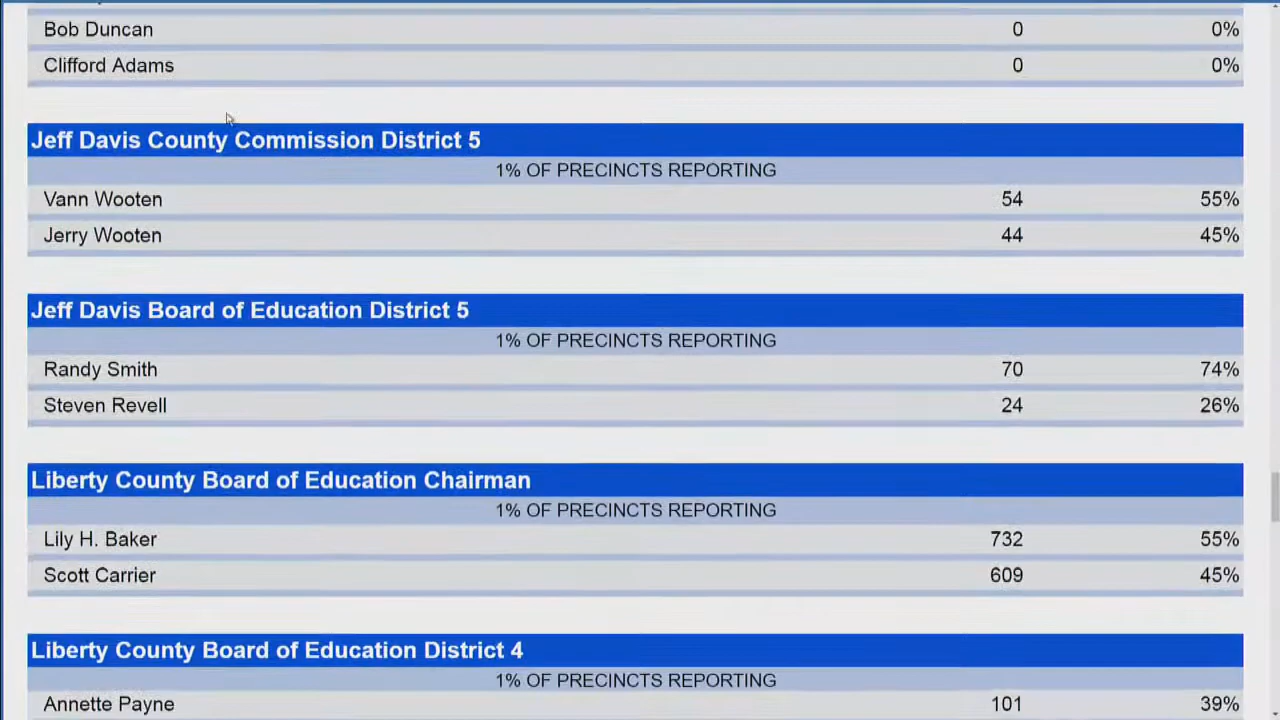 Bob Duncan 0 0%
Clifford Adams 0 0%
Jeff Davis County Commission District 5
1% OF PRECINCTS REPORTING
Vann Wooten 54 55%
Jerry Wooten 44 45%
Jeff Davis Board of Education District 5
1% OF PRECINCTS REPORTING
Randy Smith 70 74%
Steven Revell 24 26%
Liberty County Board of Education Chairman
1% OF PRECINCTS REPORTING
Lily H. Baker 732 55%
Scott Carrier 609 45%
Liberty County Board of Education District 4
1% OF PRECINCTS REPORTING
Annette Payne 101 39%